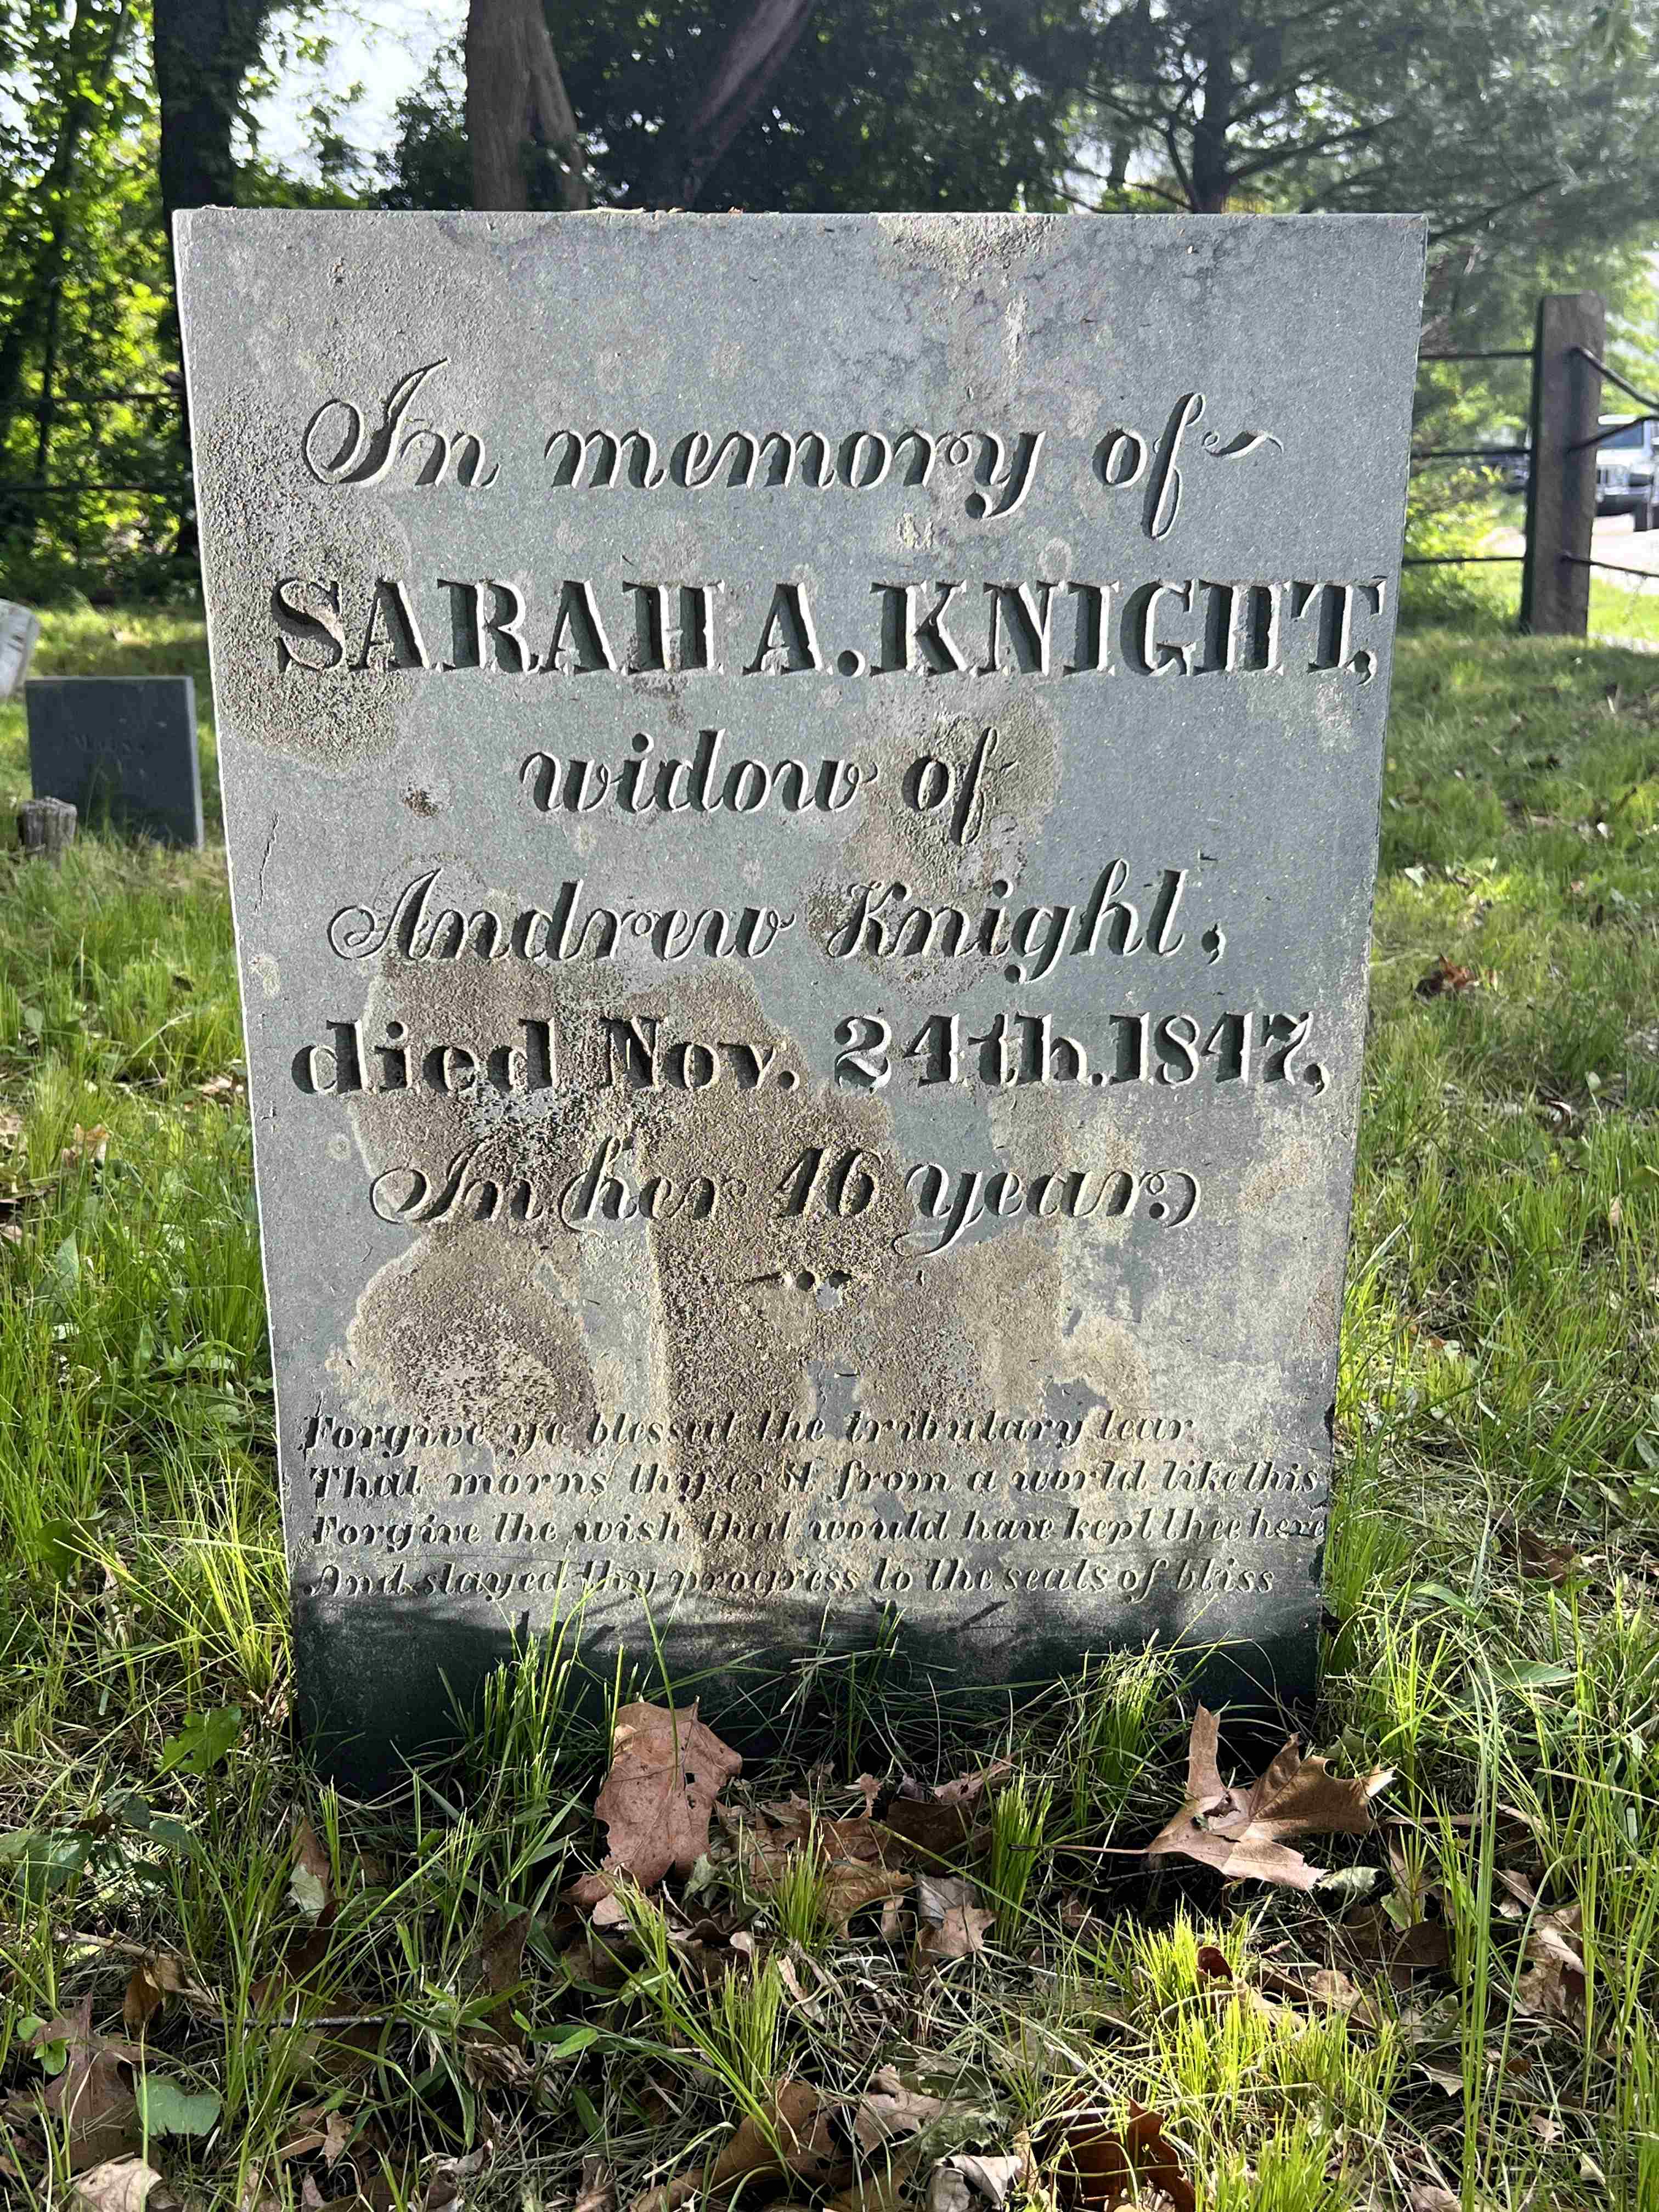 In memory of
SARAH A. KNIGHT,
widow of
Andrew Knight,
died Nov. 24th. 1847,
In her 46 year.
Forgive ye blessed the tributary tear
That morns thy exit from a world like this
Forgive the wish that would have kept thee here
And stayed thy progress to the seats of bliss